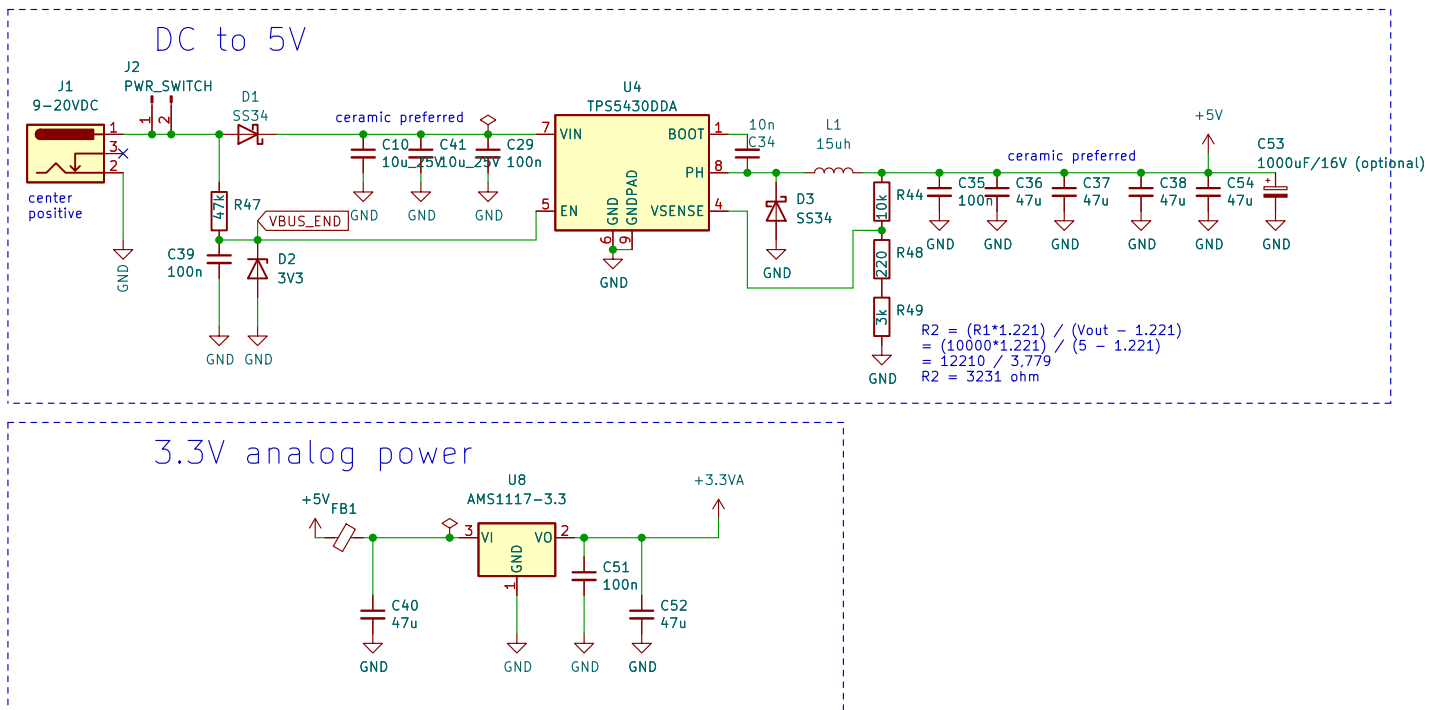 DC to 5V
J1
9-20VDC
1
3
2
center
positive
GND
J2
PWR_SWITCH
1
2
D1
SS34
47k
R47
VBUS_END
C39
100n
GND
D2
3V3
GND
ceramic preferred
C10
10u_25V
GND
C41
10u_25V
GND
C29
100n
GND
U4
TPS5430DDA
7
VIN
5
EN
BOOT
1
PH
8
VSENSE
4
GND
6
GNDPAD
9
GND
10n
C34
D3
SS34
GND
L1
15uh
10k
R44
220
R48
3k
R49
GND
ceramic preferred
C35
100n
GND
C36
47u
GND
C37
47u
GND
C38
47u
GND
+5V
C54
47u
GND
C53
1000uF/16V (optional)
+
GND
R2 = (R1*1.221) / (Vout - 1.221)
= (10000*1.221) / (5 - 1.221)
= 12210 / 3,779
R2 = 3231 ohm
3.3V analog power
+5V
FB1
C40
47u
GND
U8
AMS1117-3.3
3
VI
VO
2
GND
1
GND
C51
100n
GND
C52
47u
GND
+3.3VA